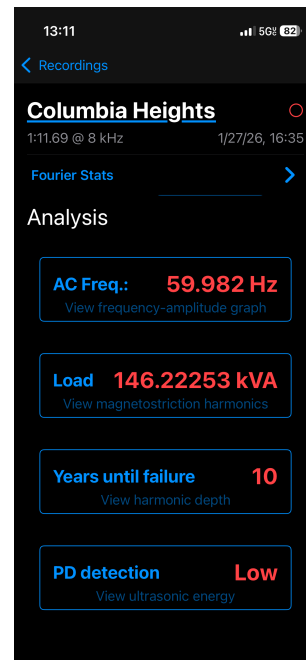 13:11
5G 82
Recordings
Columbia Heights
1:11.69 @ 8 kHz 1/27/26, 16:35
Fourier Stats
Analysis
AC Freq.: 59.982 Hz
View frequency-amplitude graph
Load 146.22253 kVA
View magnetostriction harmonics
Years until failure 10
View harmonic depth
PD detection Low
View ultrasonic energy